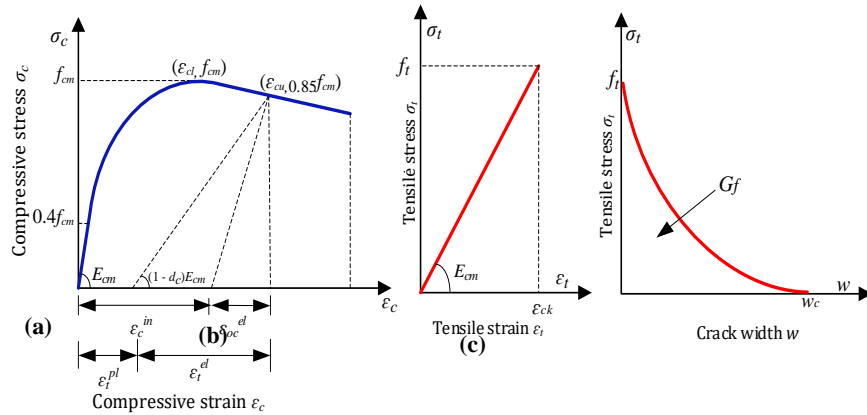 σc
Compressive stress σc
fcm
(εcl, fcm)
(εcu,0.85fcm)
0.4fcm
Ecm
(1 - dc)Ecm
εc
(a)
εc^in
(b)
εoc^el
εt^pl
εt^el
Compressive strain εc
σt
ft
Tensile stress σt
Ecm
εt
εck
(c)
Tensile strain εt
σt
ft
Tensile stress σt
Gf
w
wc
Crack width w